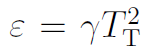 ε = γT_T^2